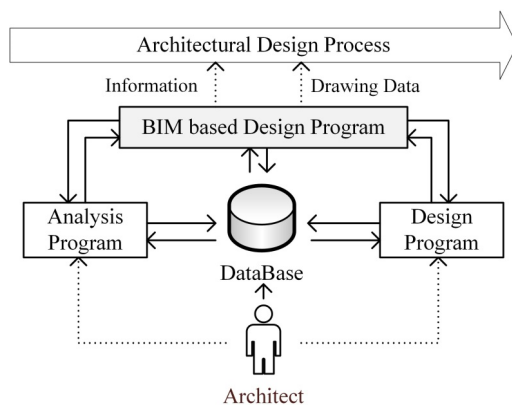 Architectural Design Process
Information
Drawing Data
BIM based Design Program
Analysis
Program
Design
Program
DataBase
Architect